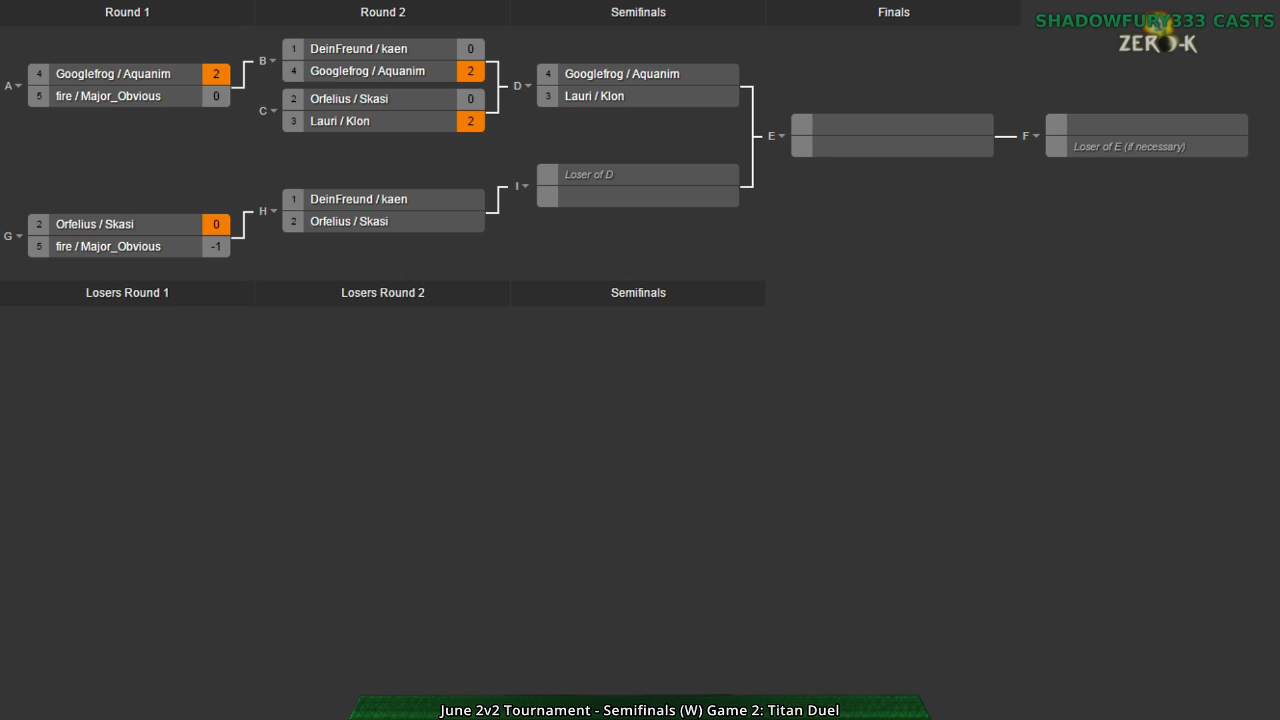 Round 1
Round 2
Semifinals
Finals
SHADOWFURY333 CASTS
ZERO-K
A
4 Googlefrog / Aquanim 2
5 fire / Major_Obvious 0
B
1 DeinFreund / kaen 0
4 Googlefrog / Aquanim 2
C
2 Orfelius / Skasi 0
3 Lauri / Klon 2
D
4 Googlefrog / Aquanim
3 Lauri / Klon
E
F
Loser of E (if necessary)
G
2 Orfelius / Skasi 0
5 fire / Major_Obvious -1
H
1 DeinFreund / kaen
2 Orfelius / Skasi
I
Loser of D
Losers Round 1
Losers Round 2
Semifinals
June 2v2 Tournament - Semifinals (W) Game 2: Titan Duel